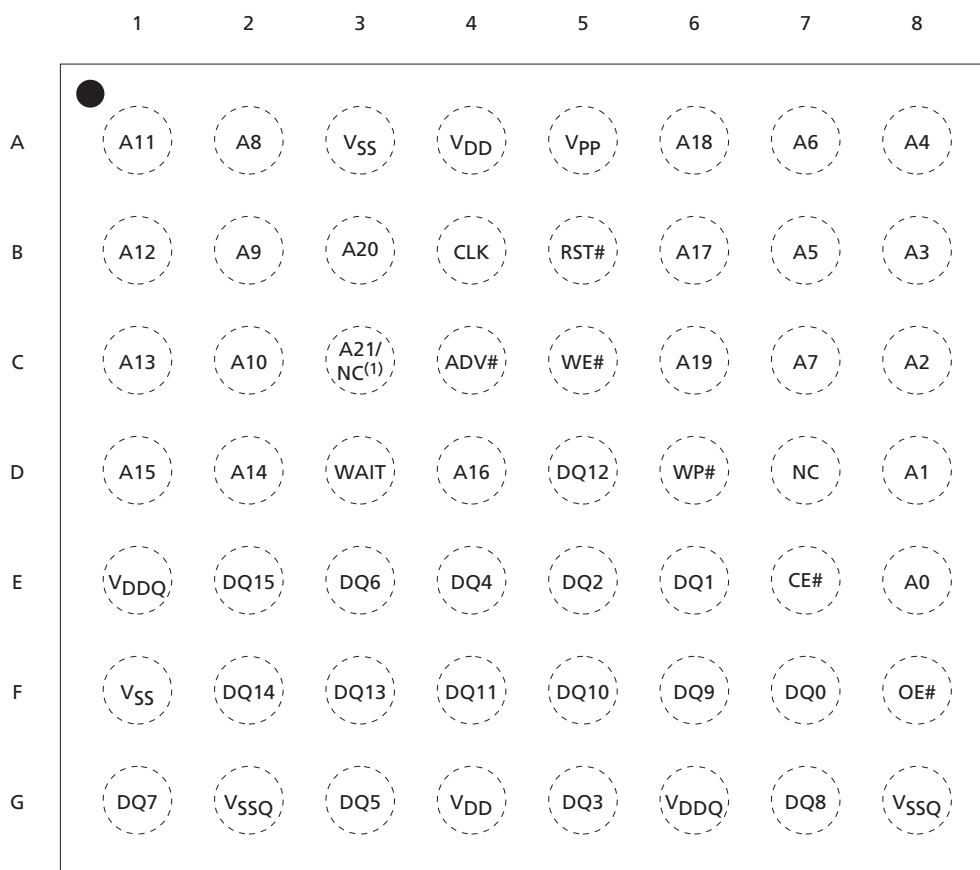 1 2 3 4 5 6 7 8
A A11 A8 VSS VDD VPP A18 A6 A4
B A12 A9 A20 CLK RST# A17 A5 A3
C A13 A10 A21/ NC(1) ADV# WE# A19 A7 A2
D A15 A14 WAIT A16 DQ12 WP# NC A1
E VDDQ DQ15 DQ6 DQ4 DQ2 DQ1 CE# A0
F VSS DQ14 DQ13 DQ11 DQ10 DQ9 DQ0 OE#
G DQ7 VSSQ DQ5 VDD DQ3 VDDQ DQ8 VSSQ